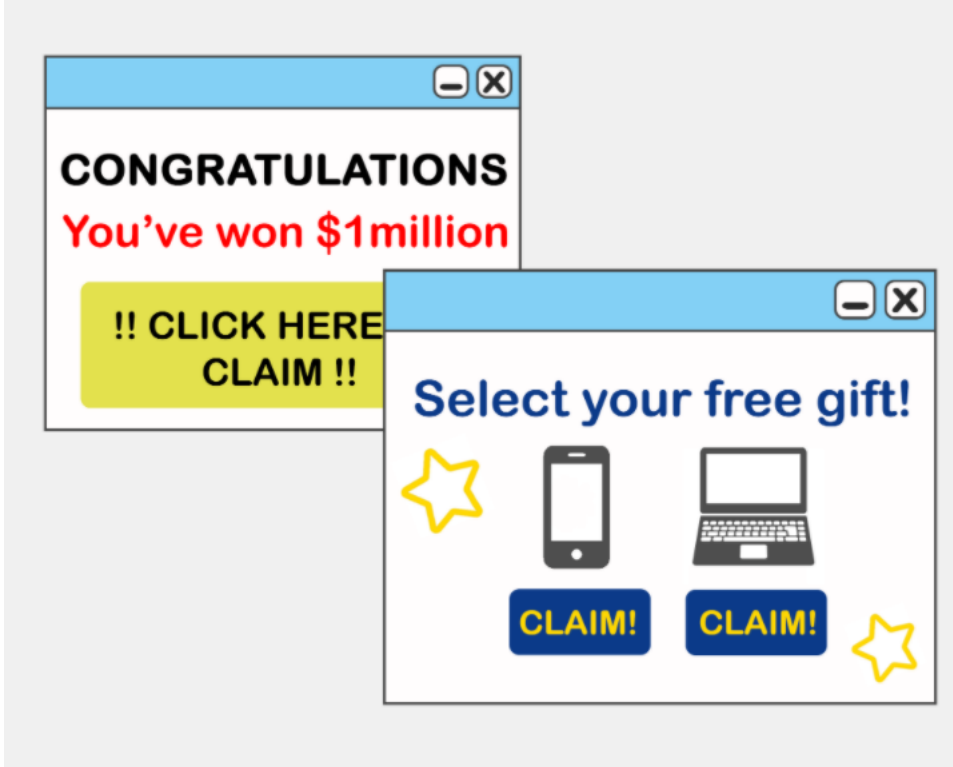 CONGRATULATIONS
You've won $1million
!! CLICK HERE
CLAIM !!
Select your free gift!
CLAIM! CLAIM!